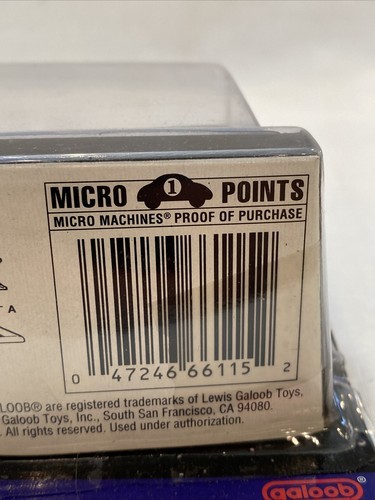 MICRO 1 POINTS
MICRO MACHINES® PROOF OF PURCHASE
A
0 47246 66115 2
LOOB® are registered trademarks of Lewis Galoob Toys,
Galoob Toys, Inc., South San Francisco, CA 94080.
All rights reserved. Used under authorization.
galoob®